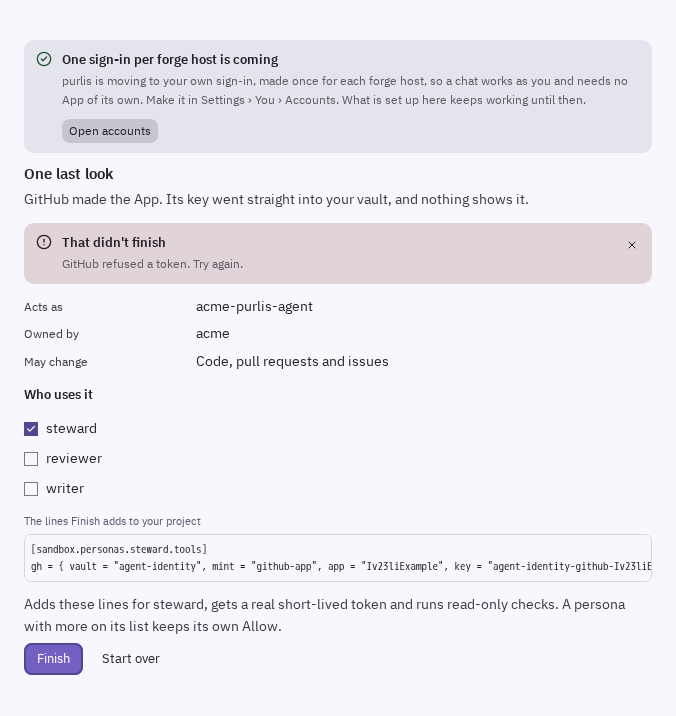 One sign-in per forge host is coming
purlis is moving to your own sign-in, made once for each forge host, so a chat works as you and needs no
App of its own. Make it in Settings › You › Accounts. What is set up here keeps working until then.
Open accounts
One last look
GitHub made the App. Its key went straight into your vault, and nothing shows it.
That didn't finish
GitHub refused a token. Try again.
Acts as acme-purlis-agent
Owned by acme
May change Code, pull requests and issues
Who uses it
steward
reviewer
writer
The lines Finish adds to your project
[sandbox.personas.steward.tools]
gh = { vault = "agent-identity", mint = "github-app", app = "Iv23liExample", key = "agent-identity-github-Iv23liE
Adds these lines for steward, gets a real short-lived token and runs read-only checks. A persona
with more on its list keeps its own Allow.
Finish Start over